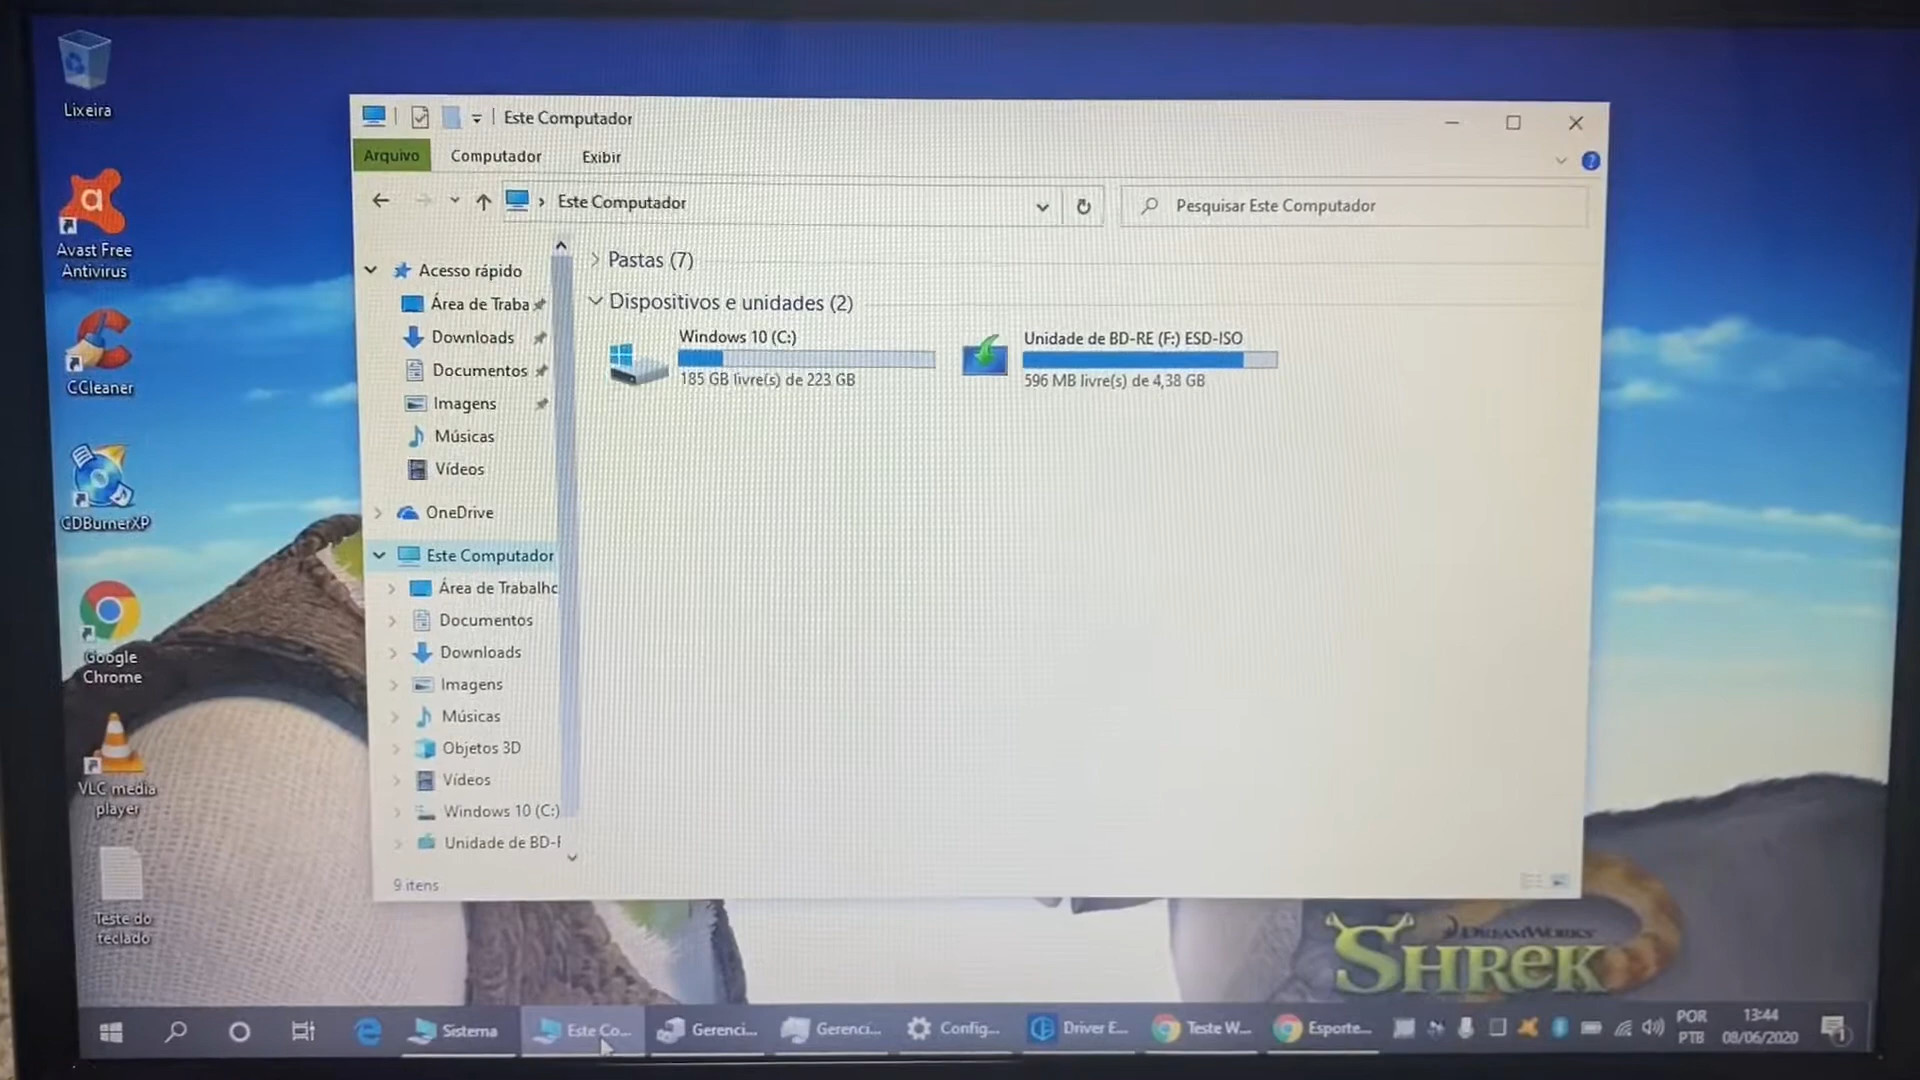 Lixeira
Avast Free
Antivirus
CCleaner
CDBurnerXP
Google
Chrome
VLC media
player
Teste do
teclado
Este Computador
Arquivo
Computador
Exibir
Este Computador
Pesquisar Este Computador
Acesso rápido
Área de Traba
Downloads
Documentos
Imagens
Músicas
Vídeos
OneDrive
Este Computador
Área de Trabalho
Documentos
Downloads
Imagens
Músicas
Objetos 3D
Vídeos
Windows 10 (C:)
Unidade de BD-F
9 itens
Pastas (7)
Dispositivos e unidades (2)
Windows 10 (C:)
185 GB livre(s) de 223 GB
Unidade de BD-RE (F:) ESD-ISO
596 MB livre(s) de 4,38 GB
DREAMWORKS
SHREK
Sistema
Este Co...
Gerenci...
Gerenci...
Config...
Driver E...
Teste W...
Esporte...
POR
PTB
13:44
08/06/2020
1